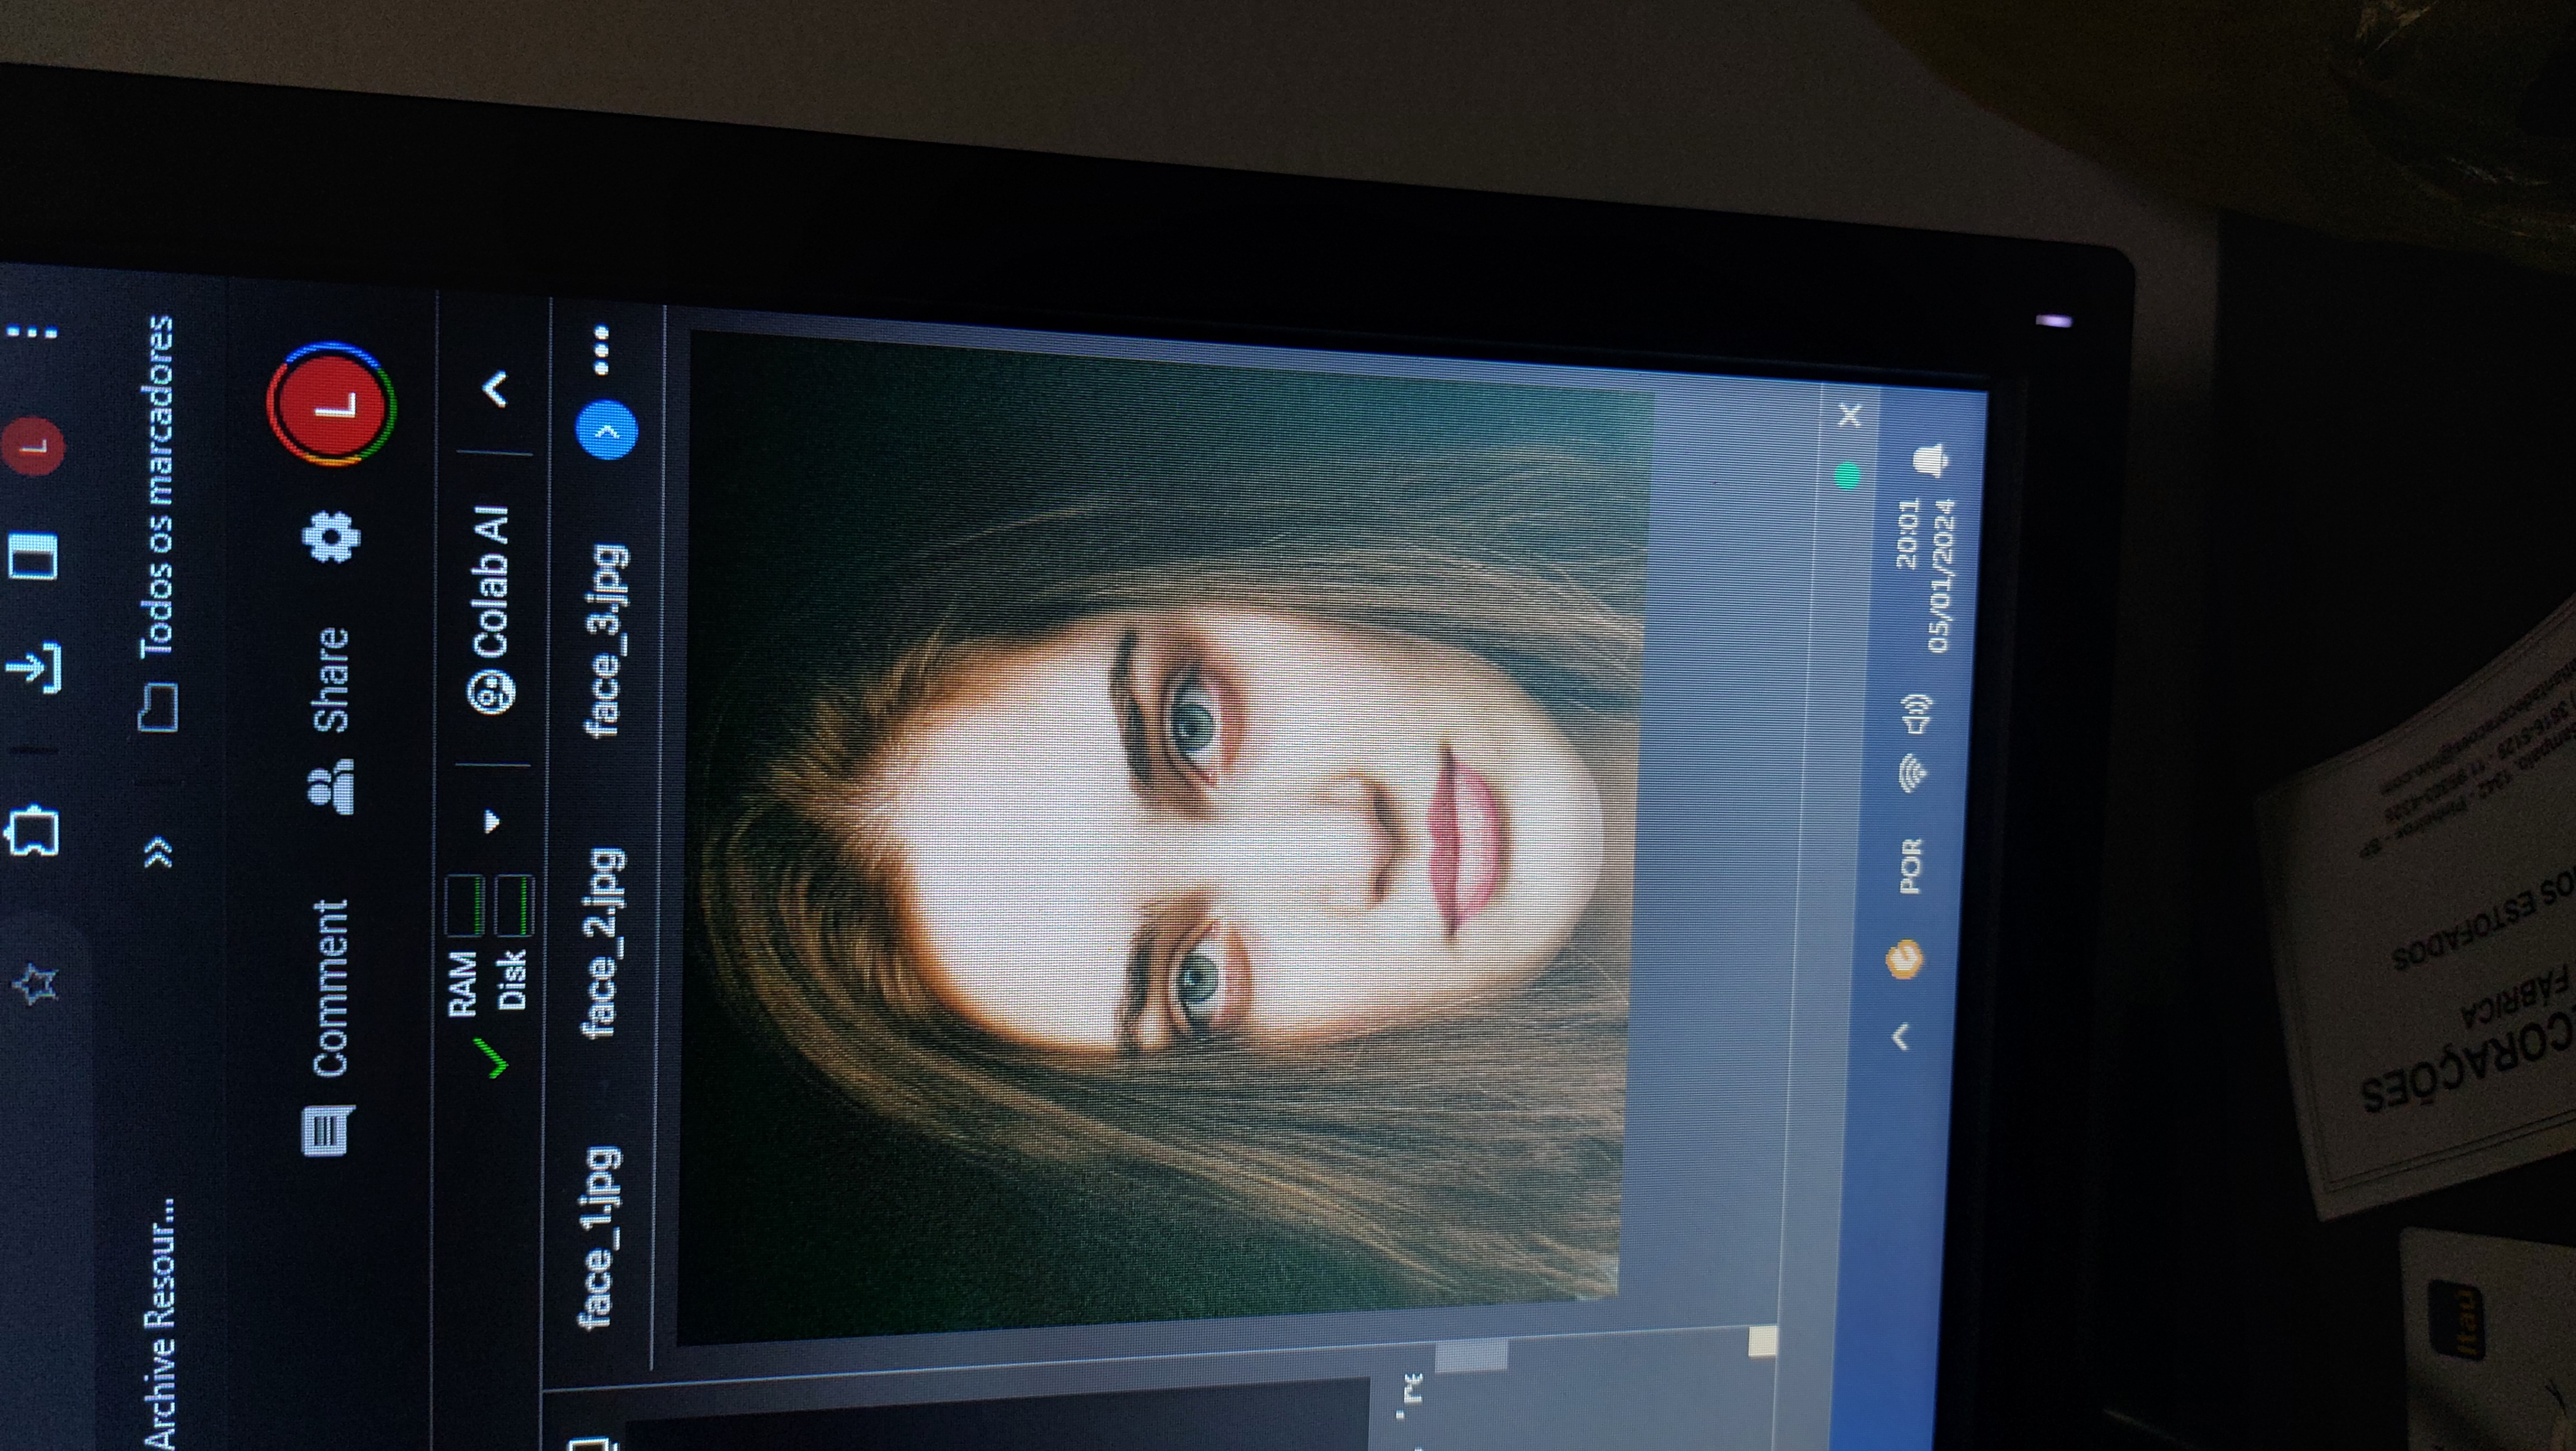 L
Archive Resour...
Todos os marcadores
Comment
Share
L
RAM
Disk
Colab AI
face_1.jpg
face_2.jpg
face_3.jpg
're
POR
20:01
05/01/2024
CORAÇÕES
FÁBRICA
OS ESTOFADOS
Itaú